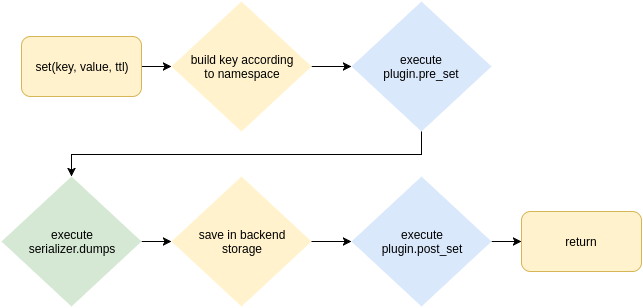 set(key, value, ttl)
build key according
to namespace
execute
plugin.pre_set
execute
serializer.dumps
save in backend
storage
execute
plugin.post_set
return